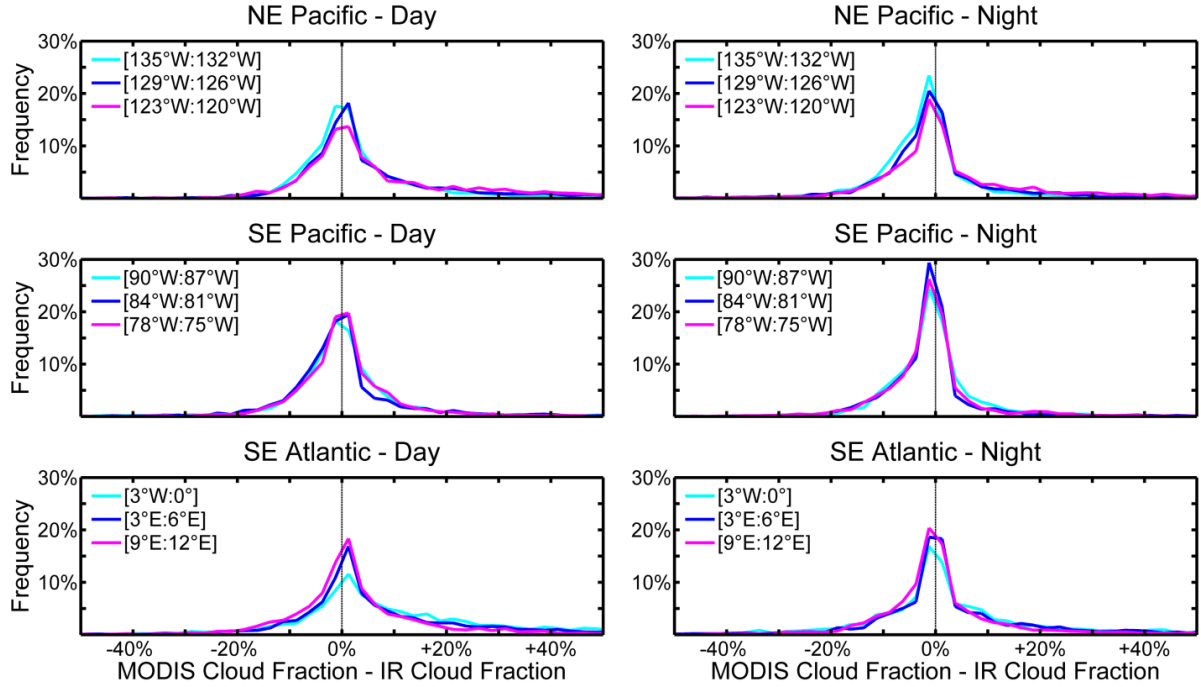 NE Pacific - Day
30%
20%
10%
Frequency
[135°W:132°W]
[129°W:126°W]
[123°W:120°W]
NE Pacific - Night
30%
20%
10%
[135°W:132°W]
[129°W:126°W]
[123°W:120°W]
SE Pacific - Day
30%
20%
10%
Frequency
[90°W:87°W]
[84°W:81°W]
[78°W:75°W]
SE Pacific - Night
30%
20%
10%
[90°W:87°W]
[84°W:81°W]
[78°W:75°W]
SE Atlantic - Day
30%
20%
10%
Frequency
[3°W:0°]
[3°E:6°E]
[9°E:12°E]
-40% -20% 0% +20% +40%
MODIS Cloud Fraction - IR Cloud Fraction
SE Atlantic - Night
30%
20%
10%
[3°W:0°]
[3°E:6°E]
[9°E:12°E]
-40% -20% 0% +20% +40%
MODIS Cloud Fraction - IR Cloud Fraction